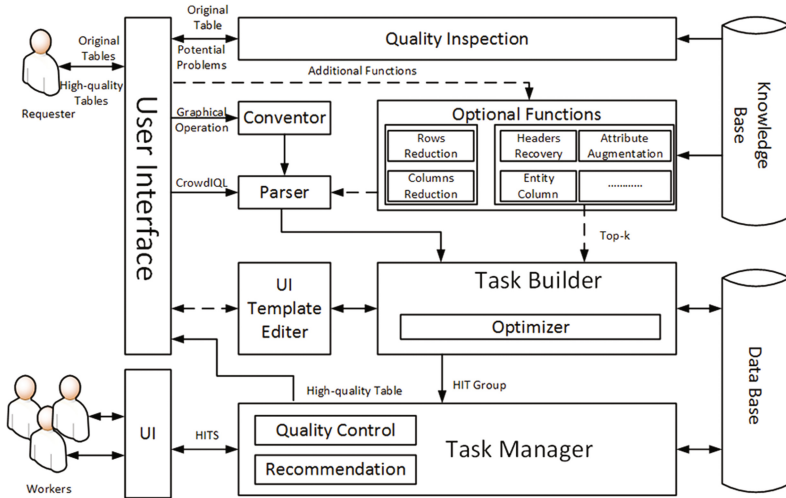 Original
Table
Quality Inspection
Original
Tables
Potential
Problems
High-quality
Tables
Requester
User Interface
Additional Functions
Knowledge
Base
Graphical
Operation
Conventor
Optional Functions
Rows
Reduction
Headers
Recovery
Attribute
Augmentation
CrowdIQL
Parser
Columns
Reduction
Entity
Column
............
Top-k
UI
Template
Editer
Task Builder
Optimizer
Data Base
High-quality Table
HIT Group
UI
HITS
Quality Control
Recommendation
Task Manager
Workers